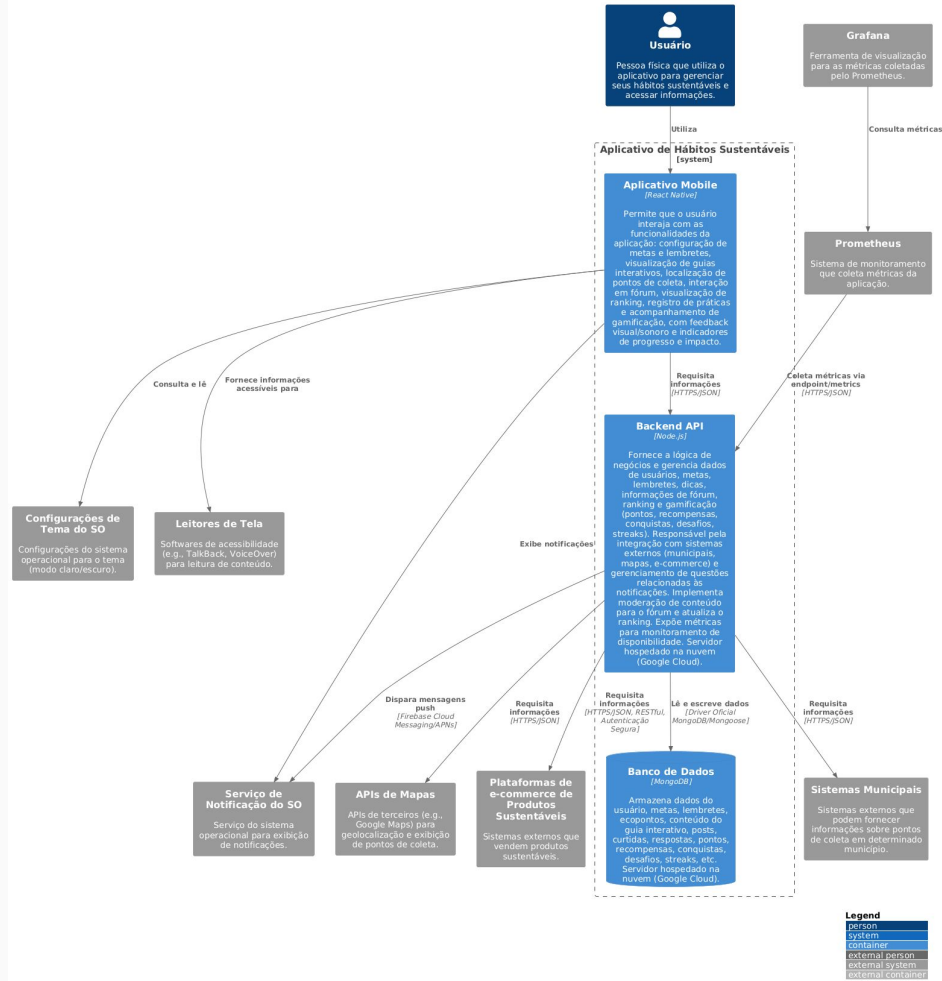 Usuário
Pessoa física que utiliza o
aplicativo para gerenciar
seus hábitos sustentáveis e
acessar informações.
Grafana
Ferramenta de visualização
para as métricas coletadas
pelo Prometheus.
Utiliza
Consulta métricas
Aplicativo de Hábitos Sustentáveis
[system]
Aplicativo Mobile
[React Native]
Permite que o usuário
interaja com as
funcionalidades da
aplicação: configuração de
metas e lembretes,
visualização de guias
interativos, localização de
pontos de coleta, interação
em fórum, visualização de
ranking, registro de práticas
e acompanhamento de
gamificação, com feedback
visual/sonoro e indicadores
de progresso e impacto.
Prometheus
Sistema de monitoramento
que coleta métricas da
aplicação.
Consulta e lê
Fornece informações
acessíveis para
Requisita
informações
[HTTPS/JSON]
Coleta métricas via
endpoint/metrics
[HTTPS/JSON]
Backend API
[Node.js]
Fornece a lógica de
negócios e gerencia dados
de usuários, metas,
lembretes, dicas,
informações de fórum,
ranking e gamificação
(pontos, recompensas,
conquistas, desafios,
streaks). Responsável pela
integração com sistemas
externos (municipais,
mapas, e-commerce) e
gerenciamento de questões
relacionadas às
notificações. Implementa
moderação de conteúdo
para o fórum e atualiza o
ranking. Expõe métricas
para monitoramento de
disponibilidade. Servidor
hospedado na nuvem
(Google Cloud).
Configurações de
Tema do SO
Configurações do sistema
operacional para o tema
(modo claro/escuro).
Leitores de Tela
Softwares de acessibilidade
(e.g., TalkBack, VoiceOver)
para leitura de conteúdo.
Exibe notificações
Dispara mensagens
push
[Firebase Cloud
Messaging/APNs]
Requisita
informações
[HTTPS/JSON]
Requisita
informações
[HTTPS/JSON, RESTful,
Autenticação
Segura]
Lê e escreve dados
[Driver Oficial
MongoDB/Mongoose]
Requisita
informações
[HTTPS/JSON]
Serviço de
Notificação do SO
Serviço do sistema
operacional para exibição
de notificações.
APIs de Mapas
APIs de terceiros (e.g.,
Google Maps) para
geolocalização e exibição
de pontos de coleta.
Plataformas de
e-commerce de
Produtos
Sustentáveis
Sistemas externos que
vendem produtos
sustentáveis.
Banco de Dados
[MongoDB]
Armazena dados do
usuário, metas, lembretes,
ecopontos, conteúdo do
guia interativo, posts,
curtidas, respostas, pontos,
recompensas, conquistas,
desafios, streaks, etc.
Servidor hospedado na
nuvem (Google Cloud).
Sistemas Municipais
Sistemas externos que
podem fornecer
informações sobre pontos
de coleta em determinado
município.
Legend
person
system
container
external person
external system
external container